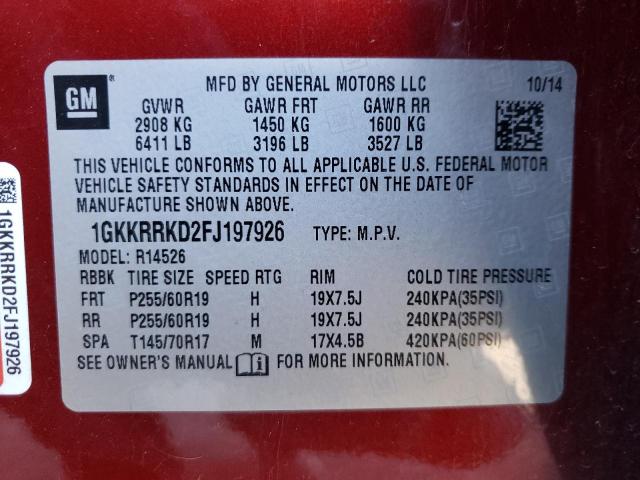 GM
MFD BY GENERAL MOTORS LLC 10/14
GVWR GAWR FRT GAWR RR
2908 KG 1450 KG 1600 KG
6411 LB 3196 LB 3527 LB
THIS VEHICLE CONFORMS TO ALL APPLICABLE U.S. FEDERAL MOTOR
VEHICLE SAFETY STANDARDS IN EFFECT ON THE DATE OF
MANUFACTURE SHOWN ABOVE.
1GKKRRKD2FJ197926 TYPE: M.P.V.
MODEL: R14526
RBBK TIRE SIZE SPEED RTG RIM COLD TIRE PRESSURE
FRT P255/60R19 H 19X7.5J 240KPA(35PSI)
RR P255/60R19 H 19X7.5J 240KPA(35PSI)
SPA T145/70R17 M 17X4.5B 420KPA(60PSI)
SEE OWNER'S MANUAL FOR MORE INFORMATION.
1GKKRRKD2FJ197926